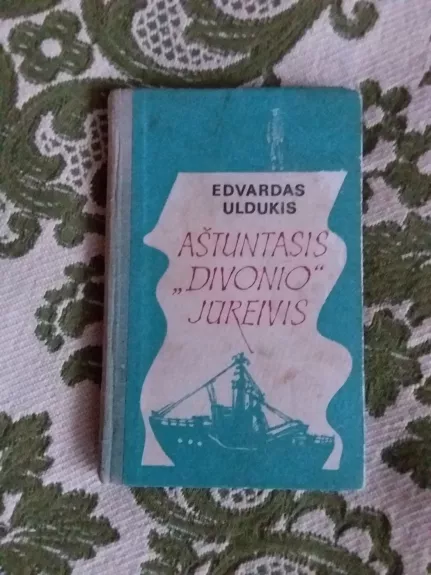 EDVARDAS
ULDUKIS
AŠTUNTASIS
„DIVONIO“
JŪREIVIS